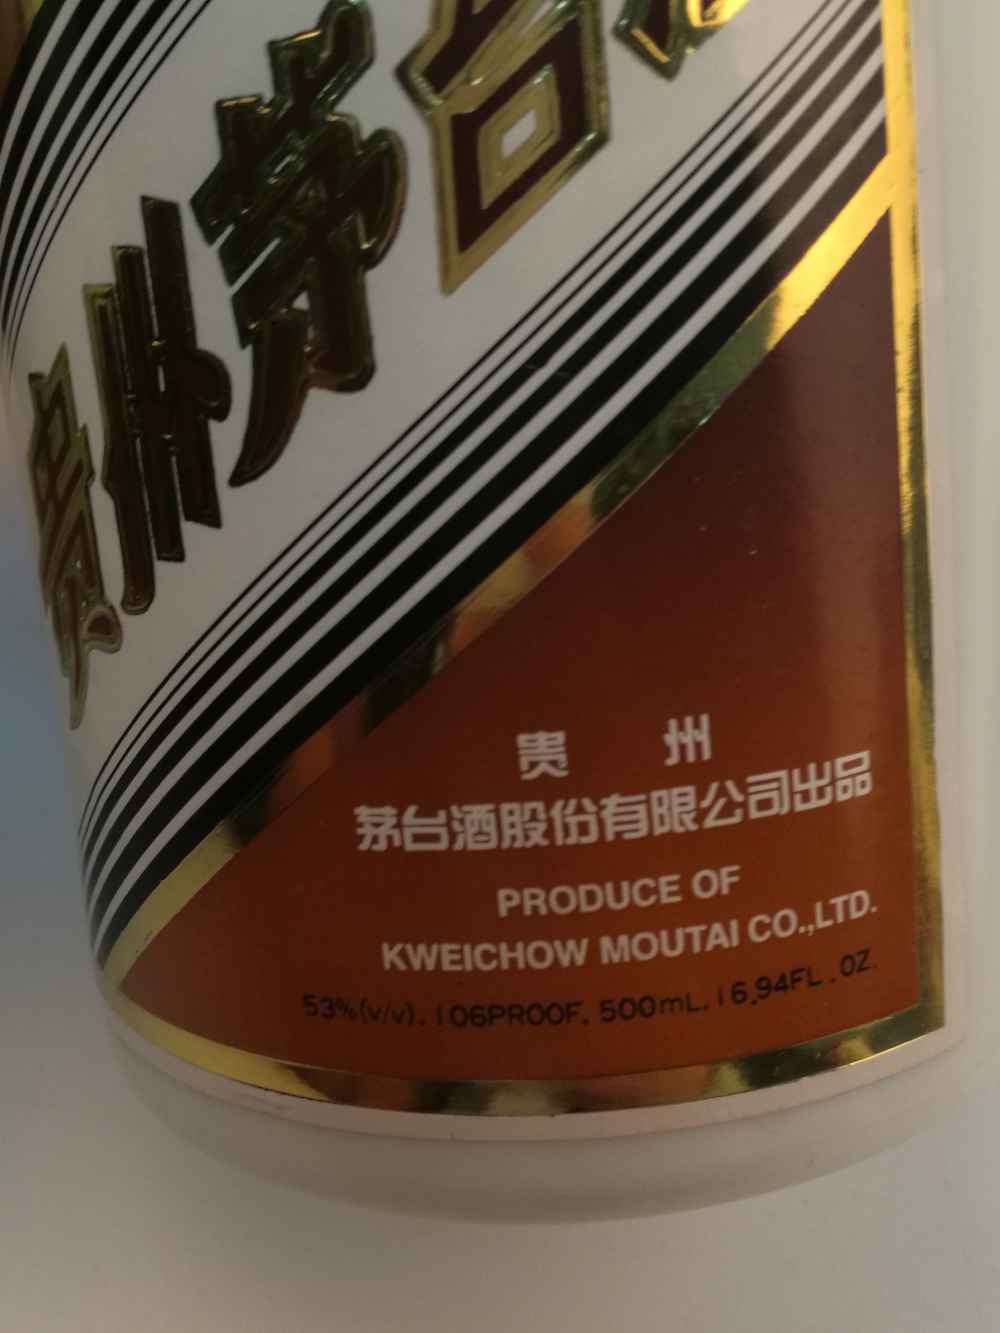 贵州茅台
贵 州
茅台酒股份有限公司出品
PRODUCE OF
KWEICHOW MOUTAI CO.,LTD.
53%(v/v). 106PROOF. 500mL. 16.94FL.OZ.